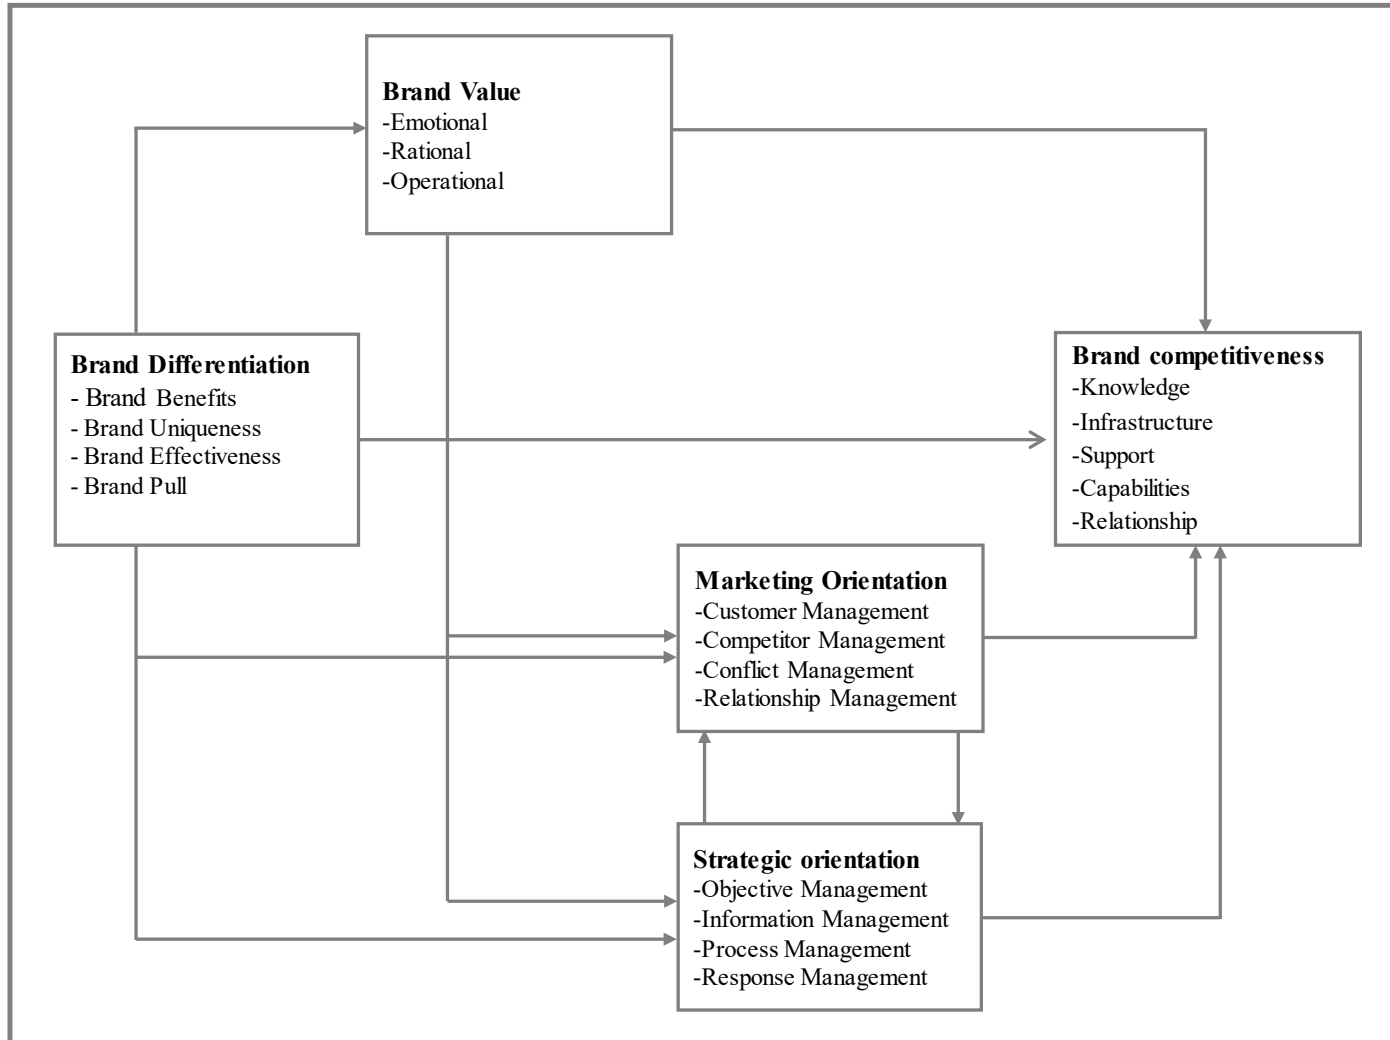 Brand Value
-Emotional
-Rational
-Operational
Brand Differentiation
- Brand Benefits
- Brand Uniqueness
- Brand Effectiveness
- Brand Pull
Brand competitiveness
-Knowledge
-Infrastructure
-Support
-Capabilities
-Relationship
Marketing Orientation
-Customer Management
-Competitor Management
-Conflict Management
-Relationship Management
Strategic orientation
-Objective Management
-Information Management
-Process Management
-Response Management